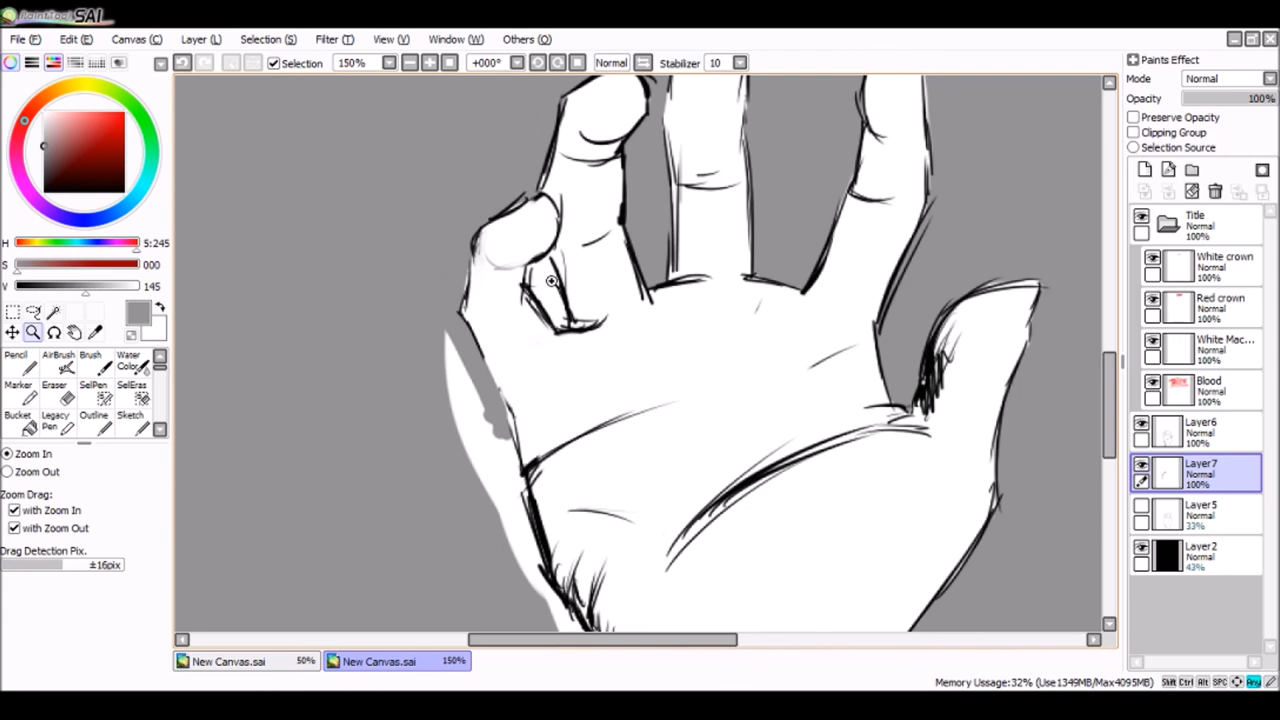 PaintTool SAI
File (F) Edit (E) Canvas (C) Layer (L) Selection (S) Filter (T) View (V) Window (W) Others (O)
Selection 150% +000° Normal Stabilizer 10
Paints Effect
Mode Normal
Opacity 100%
Preserve Opacity
Clipping Group
Selection Source
H 5:245
S 000
V 145
Pencil AirBrush Brush Water Color
Marker Eraser SelPen SelEras
Bucket Legacy Pen Outline Sketch
Zoom In
Zoom Out
Zoom Drag:
with Zoom In
with Zoom Out
Drag Detection Pix.
±16pix
Title
Normal
100%
White crown
Normal
100%
Red crown
Normal
100%
White Mac...
Normal
100%
Blood
Normal
100%
Layer6
Normal
100%
Layer7
Normal
100%
Layer5
Normal
33%
Layer2
Normal
43%
New Canvas.sai 50% New Canvas.sai 150%
Memory Ussage:32% (Use1349MB/Max4095MB) Shift Ctrl Alt SPC Any